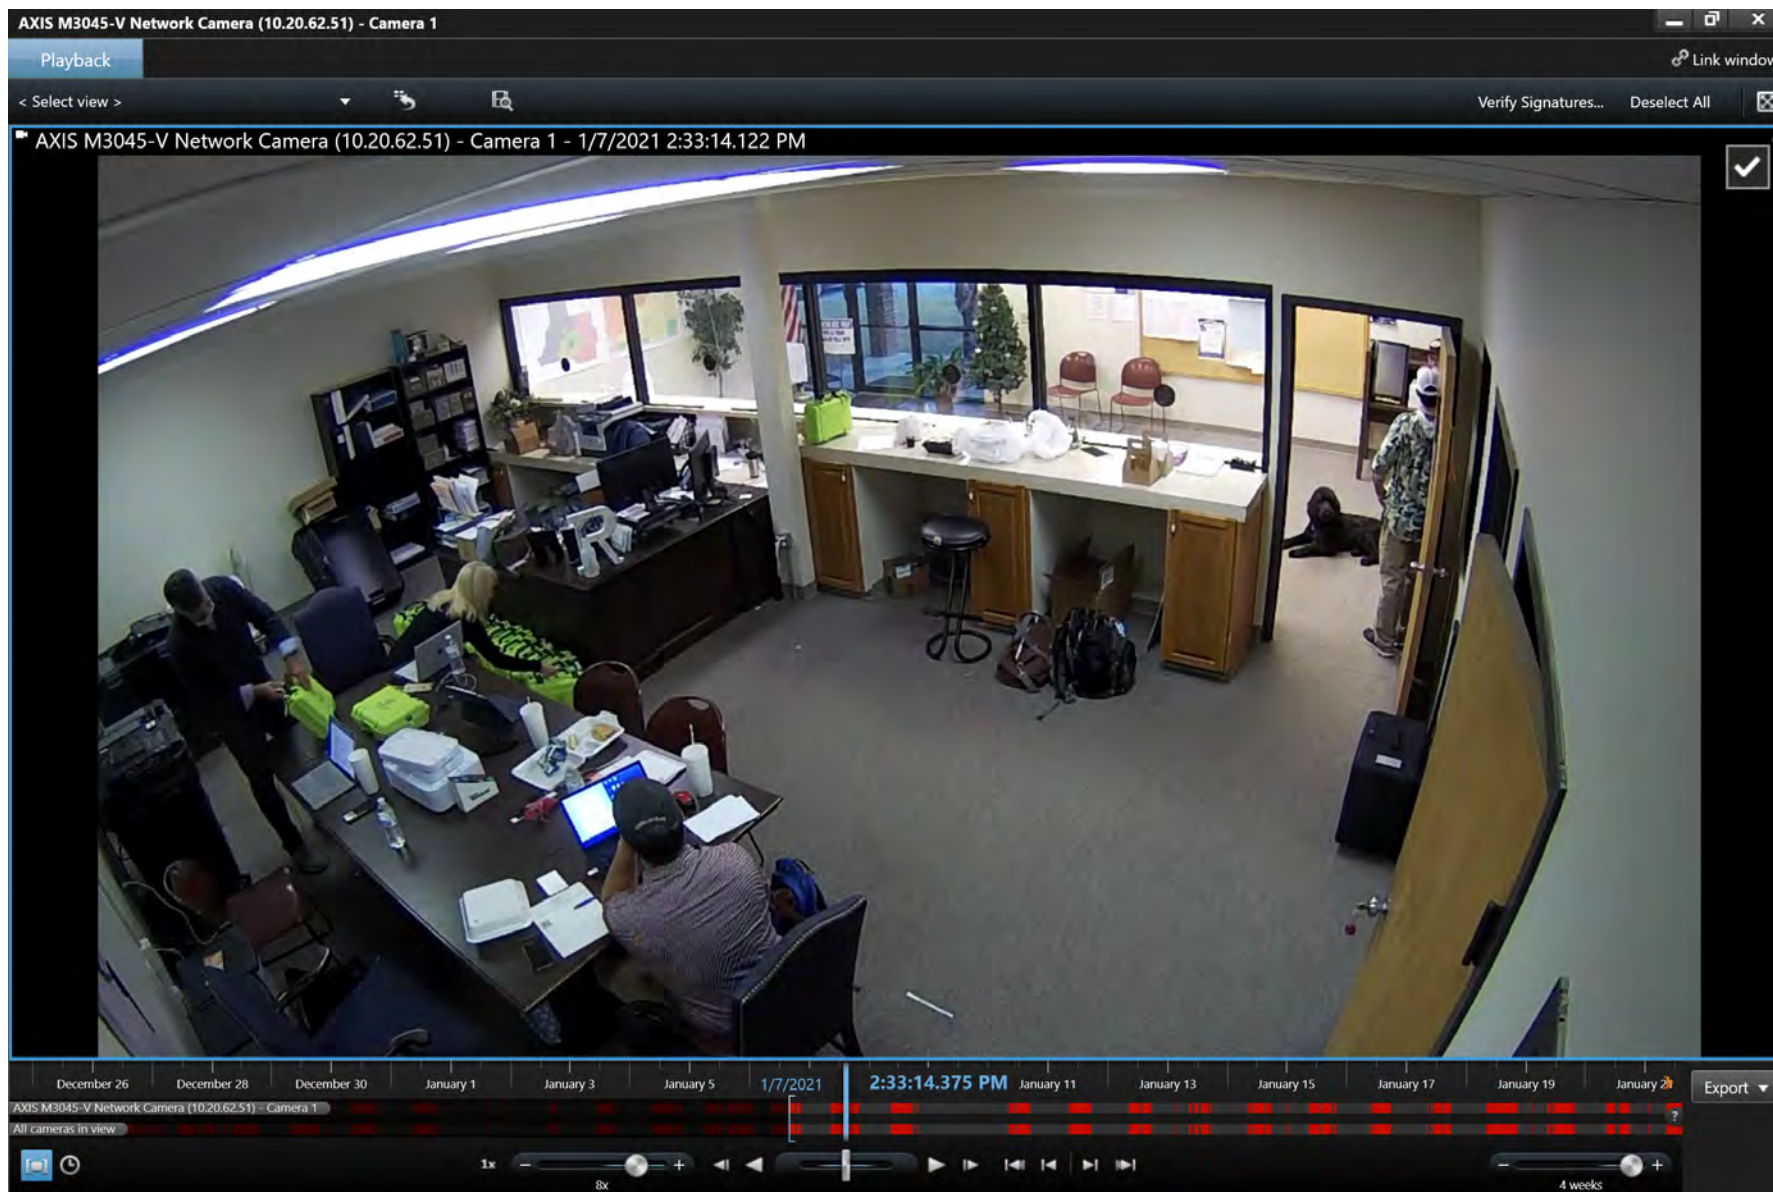 AXIS M3045-V Network Camera (10.20.62.51) - Camera 1
Playback
Link window
< Select view >
Verify Signatures...
Deselect All
AXIS M3045-V Network Camera (10.20.62.51) - Camera 1 - 1/7/2021 2:33:14.122 PM
R
December 26
December 28
December 30
January 1
January 3
January 5
1/7/2021
2:33:14.375 PM
January 11
January 13
January 15
January 17
January 19
Export
AXIS M3045-V Network Camera (10.20.62.51) - Camera 1
?
All cameras in view
1x
8x
4 weeks